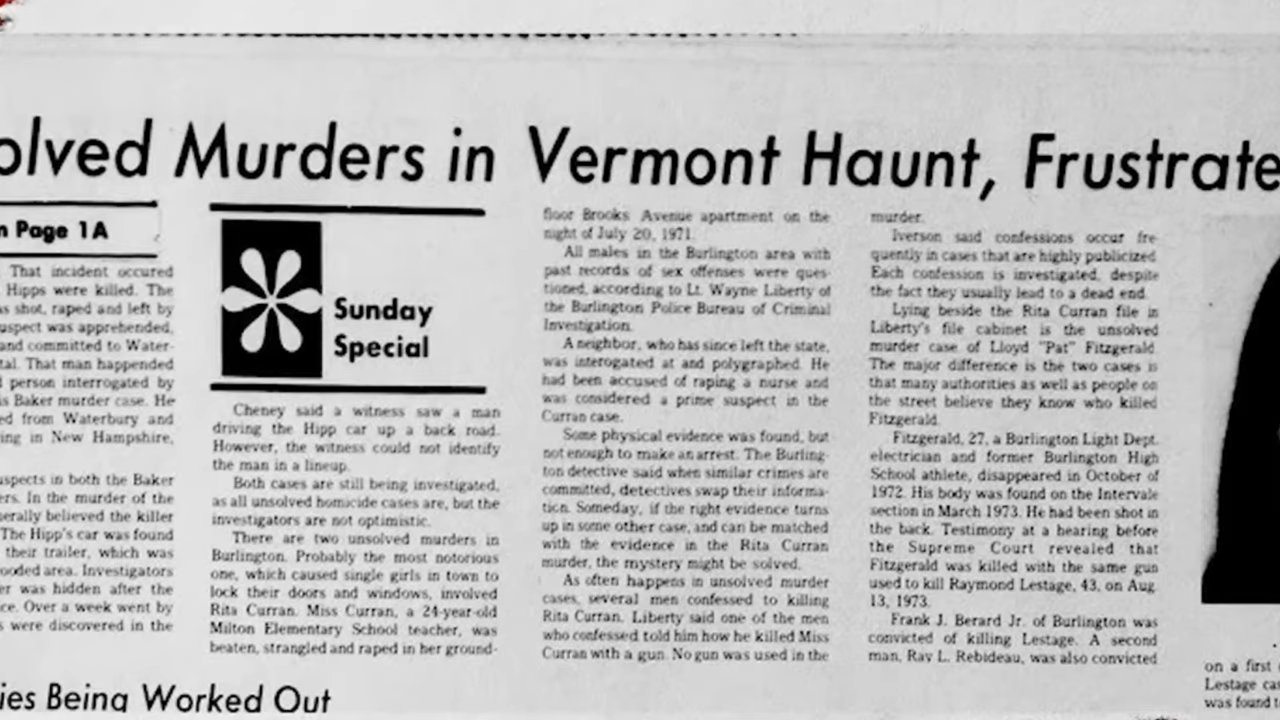 olved Murders in Vermont Haunt, Frustrate
n Page 1A
That incident occured
Hipps were killed. The
s shot, raped and left by
uspect was apprehended,
and committed to Water-
tal. That man happened
person interrogated by
is Baker murder case. He
ed from Waterbury and
ing in New Hampshire,
uspects in both the Baker
ers. In the murder of the
nerally believed the killer
The Hipp's car was found
their trailer, which was
ooded area. Investigators
er was hidden after the
ce. Over a week went by
s were discovered in the
Sunday
Special
Cheney said a witness saw a man
driving the Hipp car up a back road.
However, the witness could not identify
the man in a lineup.
Both cases are still being investigated,
as all unsolved homicide cases are, but the
investigators are not optimistic.
There are two unsolved murders in
Burlington. Probably the most notorious
one, which caused single girls in town to
lock their doors and windows, involved
Rita Curran. Miss Curran, a 24-year-old
Milton Elementary School teacher, was
beaten, strangled and raped in her ground-
floor Brooks Avenue apartment on the
night of July 20, 1971.
All males in the Burlington area with
past records of sex offenses were ques-
tioned, according to Lt. Wayne Liberty of
the Burlington Police Bureau of Criminal
Investigation.
A neighbor, who has since left the state,
was interogated at and polygraphed. He
had been accused of raping a nurse and
was considered a prime suspect in the
Curran case.
Some physical evidence was found, but
not enough to make an arrest. The Burling-
ton detective said when similar crimes are
committed, detectives swap their informa-
tion. Someday, if the right evidence turns
up in some other case, and can be matched
with the evidence in the Rita Curran
murder, the mystery might be solved.
As often happens in unsolved murder
cases, several men confessed to killing
Rita Curran. Liberty said one of the men
who confessed told him how he killed Miss
Curran with a gun. No gun was used in the
murder.
Iverson said confessions occur fre-
quently in cases that are highly publicized.
Each confession is investigated, despite
the fact they usually lead to a dead end.
Lying beside the Rita Curran file in
Liberty's file cabinet is the unsolved
murder case of Lloyd "Pat" Fitzgerald.
The major difference is the two cases is
that many authorities as well as people on
the street believe they know who killed
Fitzgerald.
Fitzgerald, 27, a Burlington Light Dept.
electrician and former Burlington High
School athlete, disappeared in October of
1972. His body was found on the Intervale
section in March 1973. He had been shot in
the back. Testimony at a hearing before
the Supreme Court revealed that
Fitzgerald was killed with the same gun
used to kill Raymond Lestage, 43, on Aug.
13, 1973.
Frank J. Berard Jr. of Burlington was
convicted of killing Lestage. A second
man, Ray L. Rebideau, was also convicted
on a first
Lestage cas
was found t
ies Being Worked Out